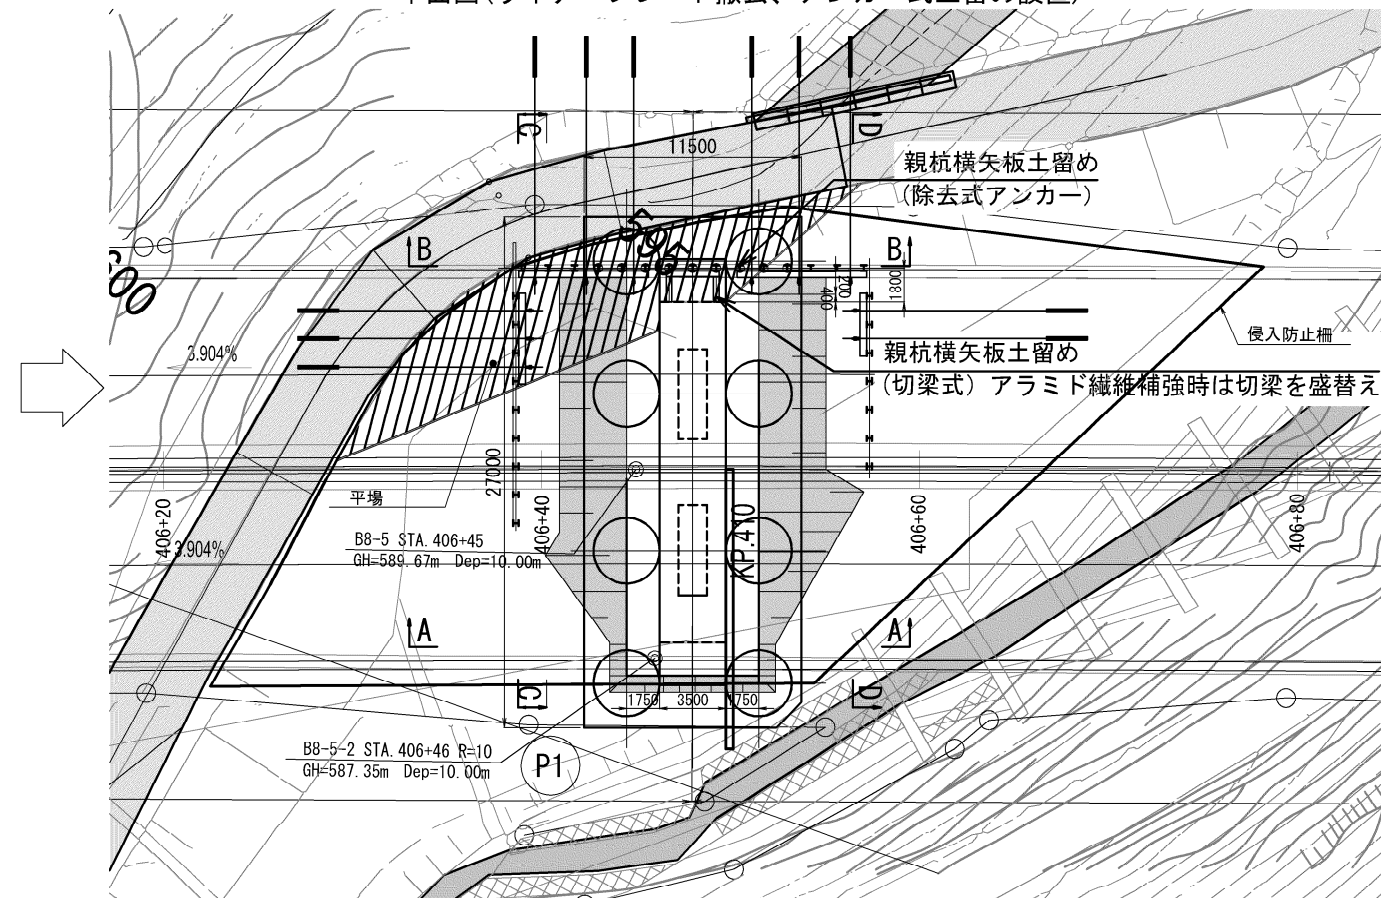 11500
C
D
親杭横矢板土留め
(除去式アンカー)
B
B
595
600
400
200
1800
3.904%
侵入防止柵
親杭横矢板土留め
(切梁式) アラミド繊維補強時は切梁を盛替え
27000
平場
406+20
406+40
406+60
406+80
KP.410
3.904%
B8-5 STA.406+45
GH=589.67m Dep=10.00m
A
A
C
D
1750
3500
1750
B8-5-2 STA.406+46 R=10
GH=587.35m Dep=10.00m
P1